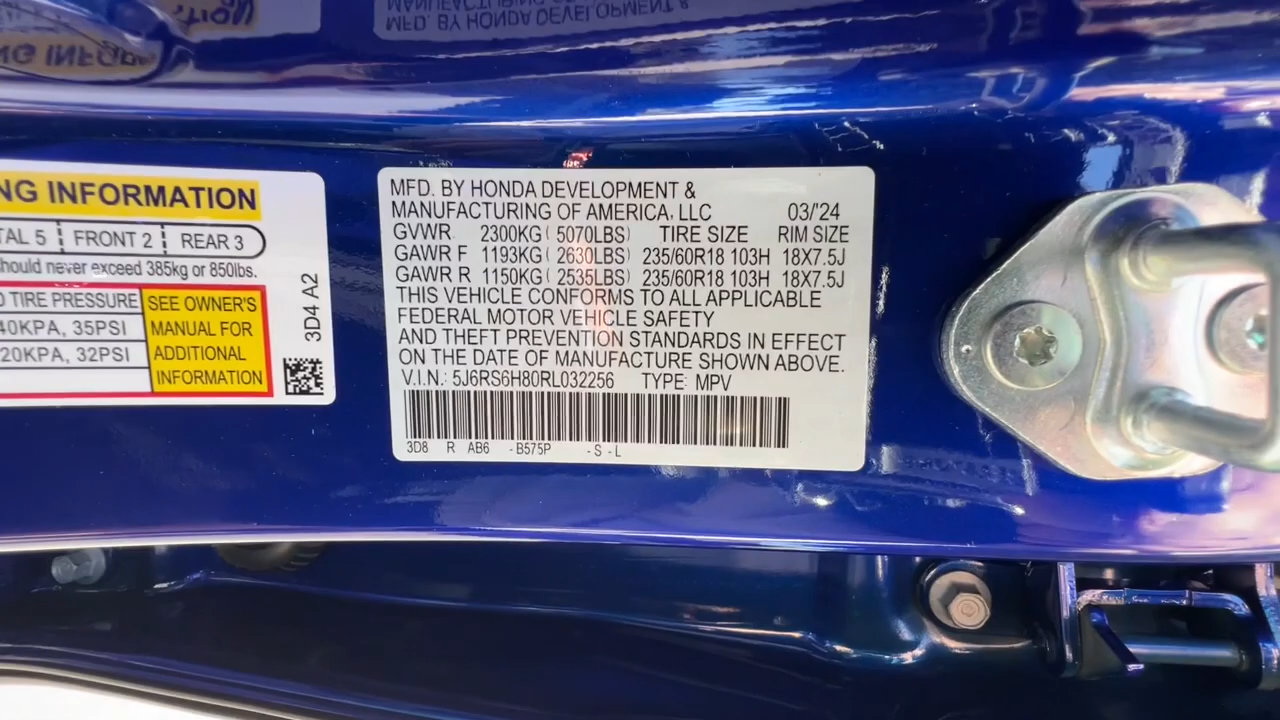 NG INFORMATION
TAL 5 FRONT 2 REAR 3
should never exceed 385kg or 850lbs.
TIRE PRESSURE
40KPA, 35PSI
20KPA, 32PSI
SEE OWNER'S
MANUAL FOR
ADDITIONAL
INFORMATION
3D4 A2
MFD. BY HONDA DEVELOPMENT &
MANUFACTURING OF AMERICA, LLC 03/'24
GVWR 2300KG ( 5070LBS) TIRE SIZE RIM SIZE
GAWR F 1193KG ( 2630LBS) 235/60R18 103H 18X7.5J
GAWR R 1150KG ( 2535LBS) 235/60R18 103H 18X7.5J
THIS VEHICLE CONFORMS TO ALL APPLICABLE
FEDERAL MOTOR VEHICLE SAFETY
AND THEFT PREVENTION STANDARDS IN EFFECT
ON THE DATE OF MANUFACTURE SHOWN ABOVE.
V.I.N.: 5J6RS6H80RL032256 TYPE: MPV
3D8 R AB6 -B575P -S -L